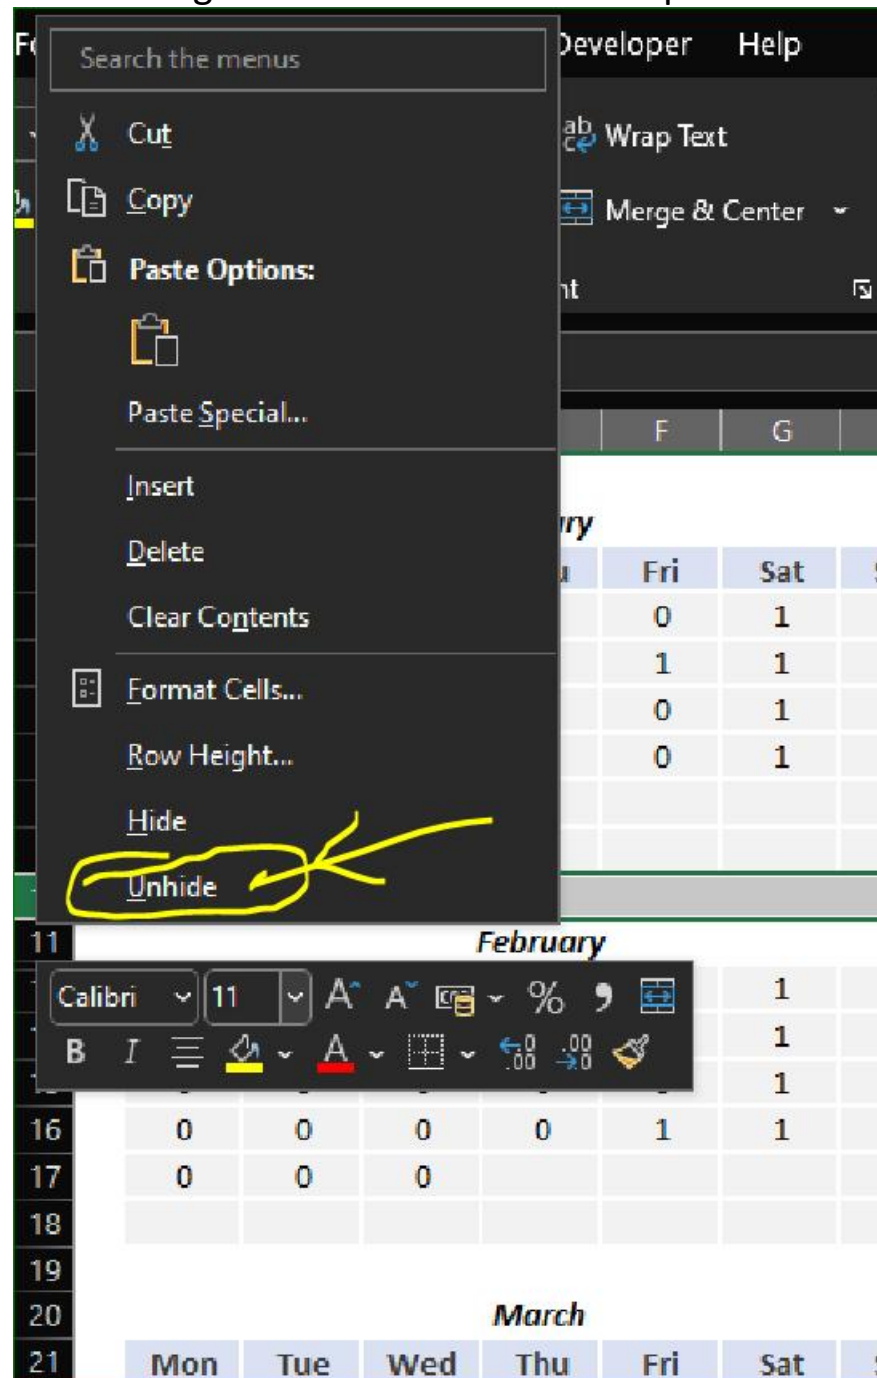 Developer Help
Search the menus
Cut
Wrap Text
Copy
Merge & Center
Paste Options:
Paste Special...
F G
Insert
Delete
Fri Sat
Clear Contents
0 1
1 1
Format Cells...
0 1
Row Height...
0 1
Hide
Unhide
11 February
Calibri 11 A A % 1
B I A 1
1
16 0 0 0 0 1 1
17 0 0 0
18
19
20 March
21 Mon Tue Wed Thu Fri Sat